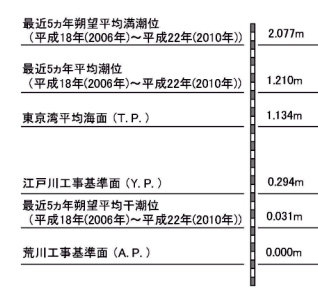 最近5ヵ年朔望平均満潮位
（平成18年(2006年)～平成22年(2010年)）
2.077m
最近5ヵ年平均潮位
（平成18年(2006年)～平成22年(2010年)）
1.210m
東京湾平均海面（T.P.）
1.134m
江戸川工事基準面（Y.P.）
0.294m
最近5ヵ年朔望平均干潮位
（平成18年(2006年)～平成22年(2010年)）
0.031m
荒川工事基準面（A.P.）
0.000m